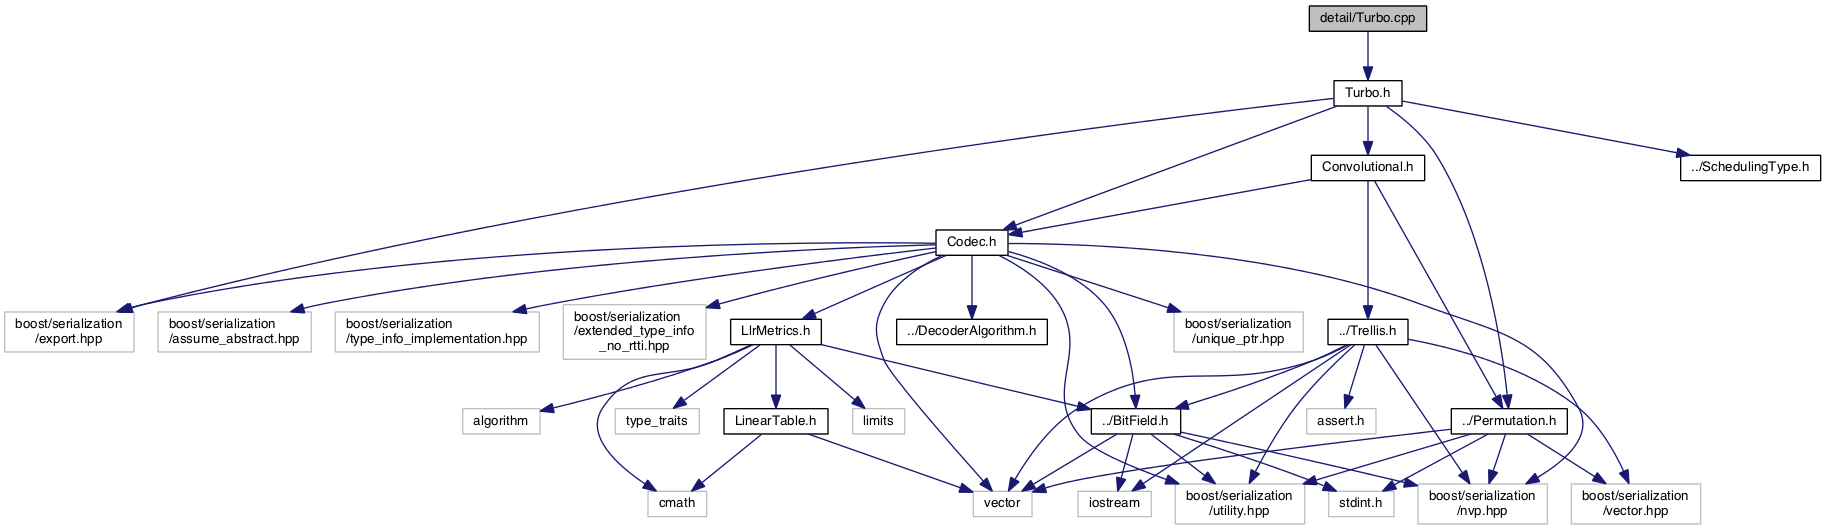 detail/Turbo.cpp
Turbo.h
Convolutional.h
../SchedulingType.h
Codec.h
boost/serialization
/export.hpp
boost/serialization
/assume_abstract.hpp
boost/serialization
/type_info_implementation.hpp
boost/serialization
/extended_type_info
_no_rtti.hpp
LlrMetrics.h
../DecoderAlgorithm.h
boost/serialization
/unique_ptr.hpp
../Trellis.h
algorithm
type_traits
LinearTable.h
limits
../BitField.h
assert.h
../Permutation.h
cmath
vector
iostream
boost/serialization
/utility.hpp
stdint.h
boost/serialization
/nvp.hpp
boost/serialization
/vector.hpp